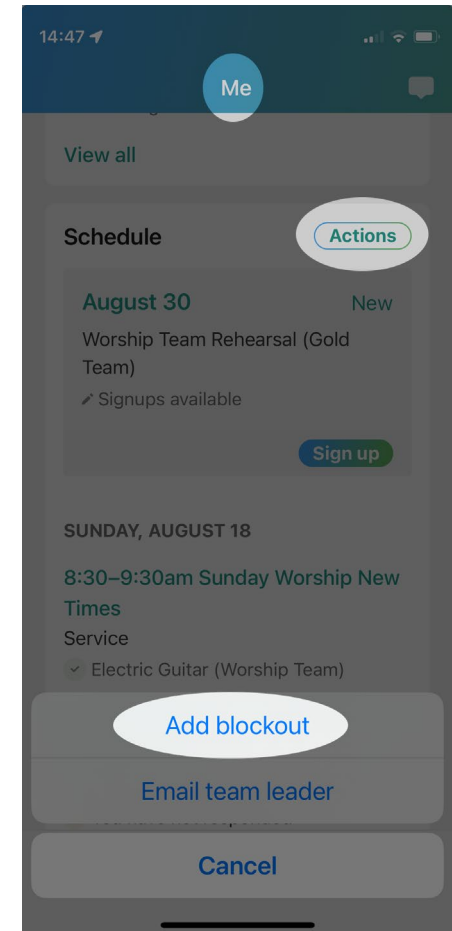 14:47
Me
View all
Schedule
Actions
August 30
New
Worship Team Rehearsal (Gold
Team)
Signups available
Sign up
SUNDAY, AUGUST 18
8:30–9:30am Sunday Worship New
Times
Service
Electric Guitar (Worship Team)
Add blockout
Email team leader
Cancel